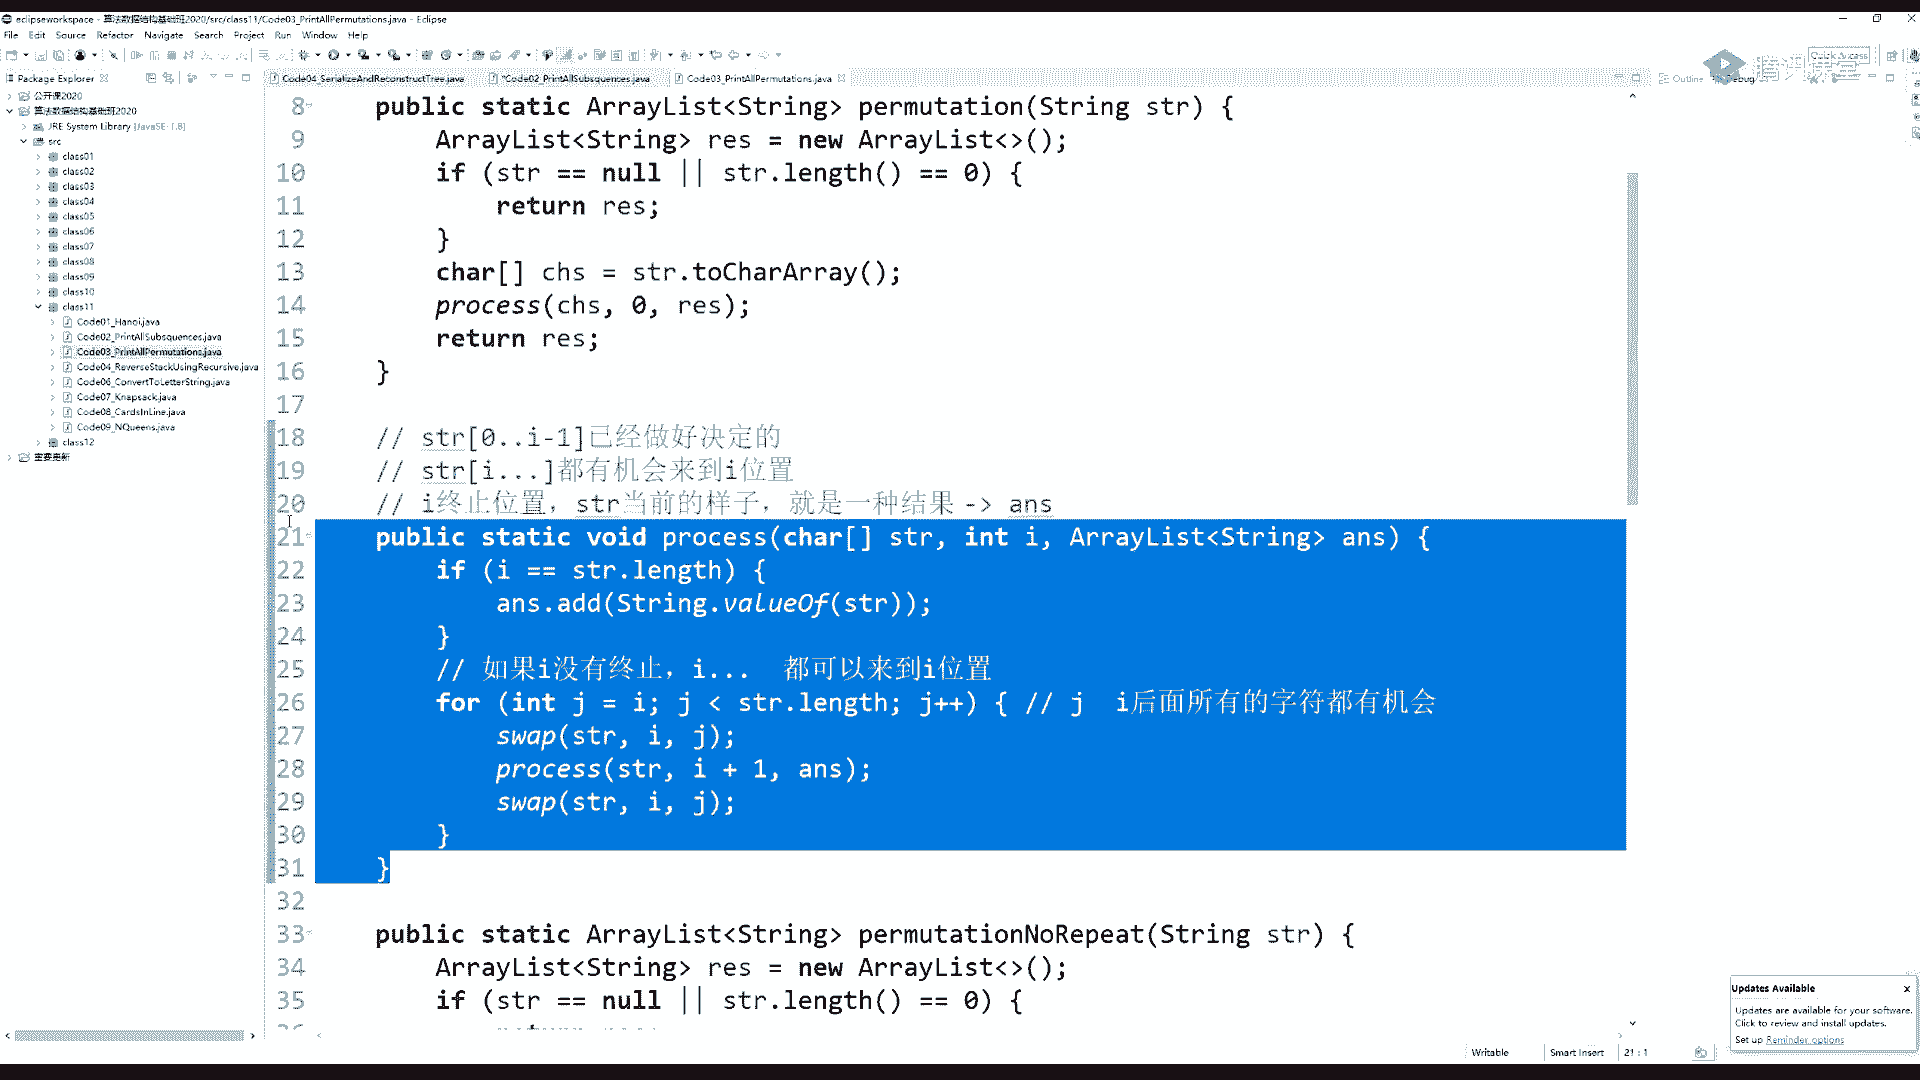 eclipseworkspace - 算法数据结构基础班2020/src/class11/Code03_PrintAllPermutations.java - Eclipse
File Edit Source Refactor Navigate Search Project Run Window Help
Package Explorer
Code04_SerializeAndReconstructTree.java
*Code02_PrintAllSubsquences.java
Code03_PrintAllPermutations.java
Outline
Debug
公开课2020
算法数据结构基础班2020
JRE System Library [JavaSE-1.8]
src
class01
class02
class03
class04
class05
class06
class07
class08
class09
class10
class11
Code01_Hanoi.java
Code02_PrintAllSubsquences.java
Code03_PrintAllPermutations.java
Code04_ReverseStackUsingRecursive.java
Code06_ConvertToLetterString.java
Code07_Knapsack.java
Code08_CardsInLine.java
Code09_NQueens.java
class12
8 public static ArrayList<String> permutation(String str) {
9 ArrayList<String> res = new ArrayList<>();
10 if (str == null || str.length() == 0) {
11 return res;
12 }
13 char[] chs = str.toCharArray();
14 process(chs, 0, res);
15 return res;
16 }
17
18 // str[0..i-1]已经做好决定的
19 // str[i...]都有机会来到i位置
20 // i终止位置，str当前的样子，就是一种结果 -> ans
21 public static void process(char[] str, int i, ArrayList<String> ans) {
22 if (i == str.length) {
23 ans.add(String.valueOf(str));
24 }
25 // 如果i没有终止，i... 都可以来到i位置
26 for (int j = i; j < str.length; j++) { // j i后面所有的字符都有机会
27 swap(str, i, j);
28 process(str, i + 1, ans);
29 swap(str, i, j);
30 }
31 }
32
33 public static ArrayList<String> permutationNoRepeat(String str) {
34 ArrayList<String> res = new ArrayList<>();
35 if (str == null || str.length() == 0) {
Updates Available
Updates are available for your software.
Click to review and install updates.
Set up Reminder options
Writable Smart Insert 21 : 1